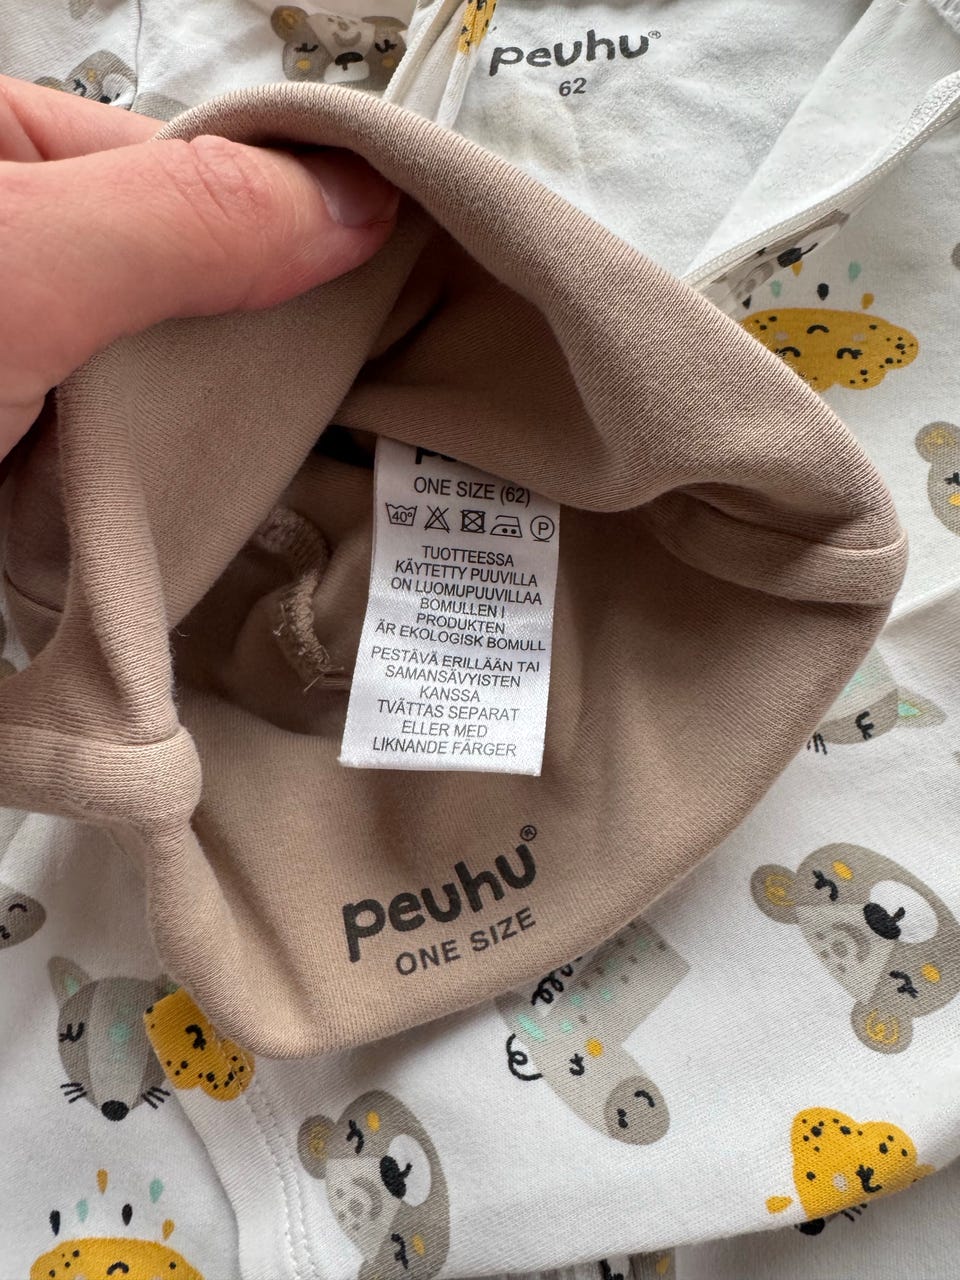 peuhu®
62
ONE SIZE (62)
40°
P
TUOTTEESSA
KÄYTETTY PUUVILLA
ON LUOMUPUUVILLAA
BOMULLEN I
PRODUKTEN
ÄR EKOLOGISK BOMULL
PESTÄVÄ ERILLÄÄN TAI
SAMANSÄVYISTEN
KANSSA
TVÄTTAS SEPARAT
ELLER MED
LIKNANDE FÄRGER
peuhu®
ONE SIZE